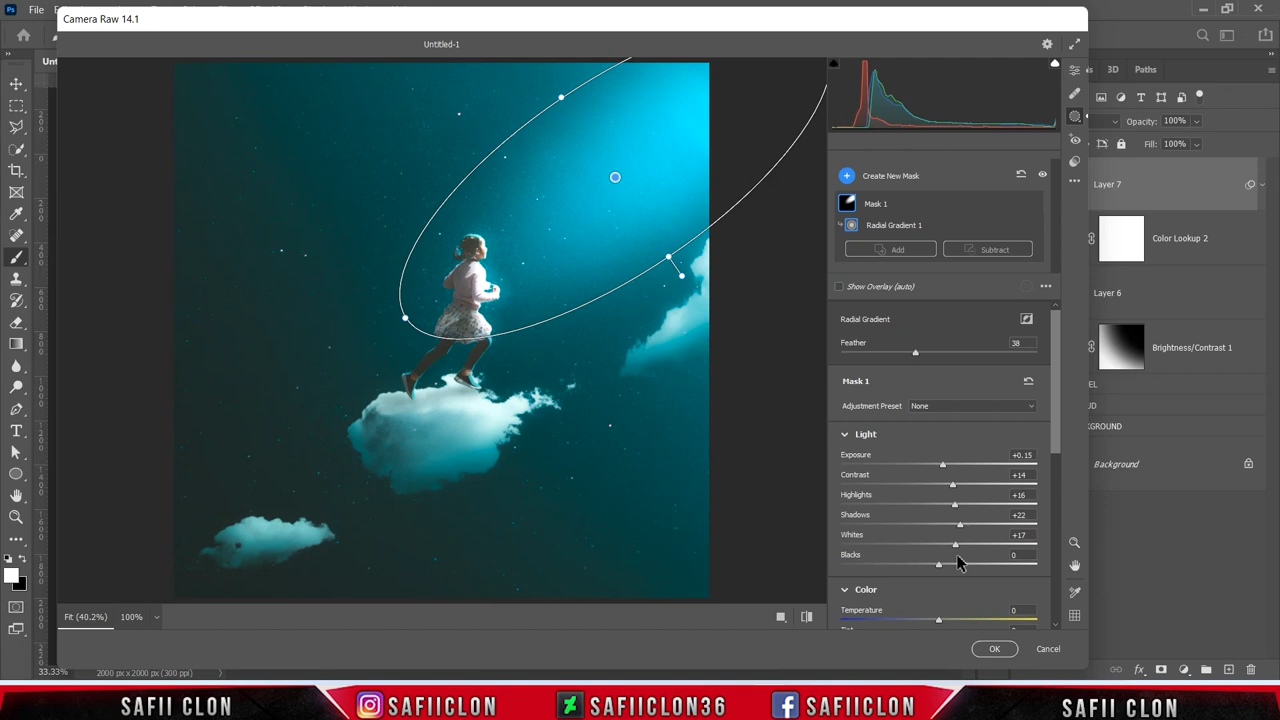 Ps File
Camera Raw 14.1
Untitled-1
3D Paths
Opacity: 100%
Fill: 100%
Create New Mask
Mask 1
Radial Gradient 1
Add Subtract
Show Overlay (auto)
Radial Gradient
Feather 38
Mask 1
Adjustment Preset None
Light
Exposure +0.15
Contrast +14
Highlights +16
Shadows +22
Whites +17
Blacks 0
Color
Temperature 0
Layer 7
Color Lookup 2
Layer 6
Brightness/Contrast 1
Background
Fit (40.2%) 100%
OK Cancel
33.33% 2000 px x 2000 px (300 ppi)
SAFII CLON SAFIICLON SAFIICLON36 SAFIICLON SAFII CLON